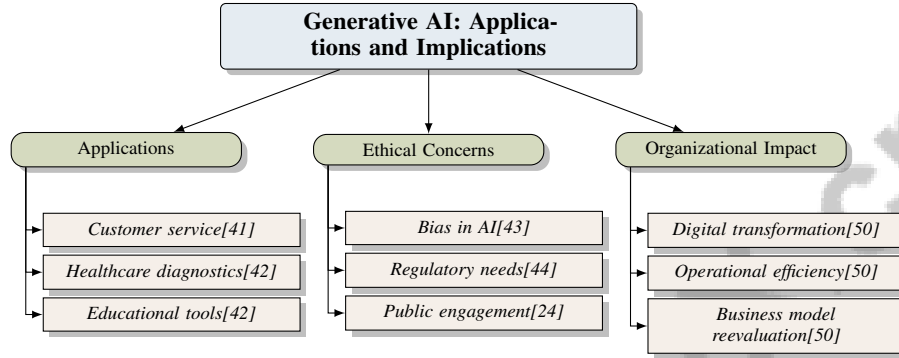 Generative AI: Applica-
tions and Implications
Applications
Customer service[41]
Healthcare diagnostics[42]
Educational tools[42]
Ethical Concerns
Bias in AI[43]
Regulatory needs[44]
Public engagement[24]
Organizational Impact
Digital transformation[50]
Operational efficiency[50]
Business model
reevaluation[50]